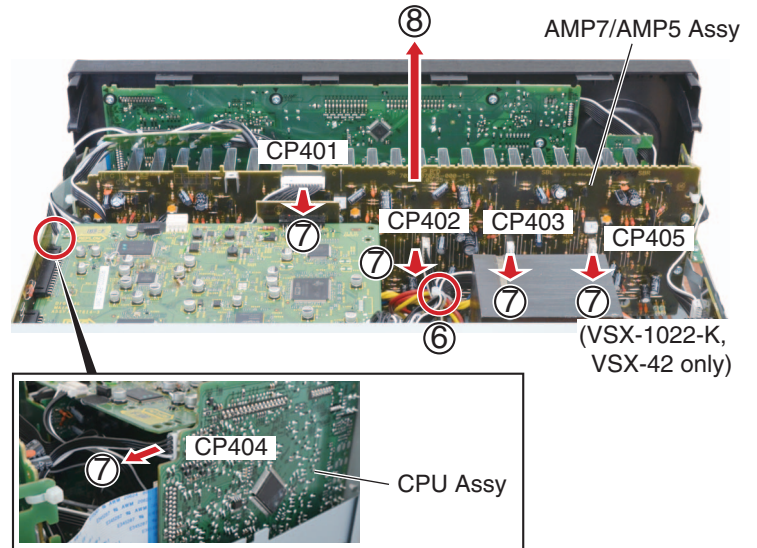 ⑧
AMP7/AMP5 Assy
CP401
⑦
CP402
CP403
CP405
⑦
⑦
⑦
⑥
(VSX-1022-K,
VSX-42 only)
CP404
⑦
CPU Assy